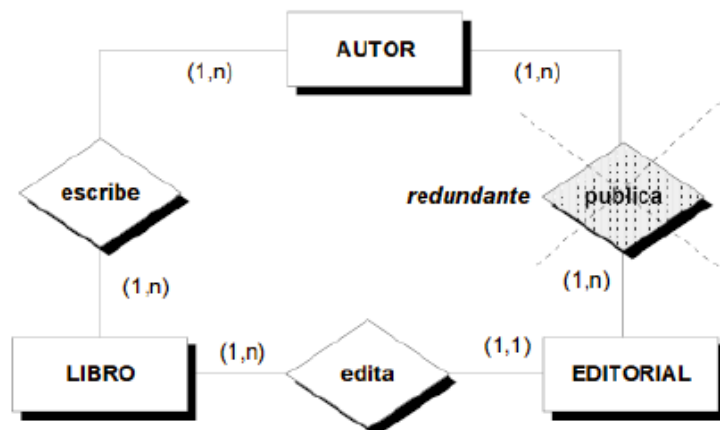 AUTOR
(1,n)
(1,n)
escribe
redundante
publica
(1,n)
(1,n)
(1,n)
(1,1)
LIBRO
edita
EDITORIAL